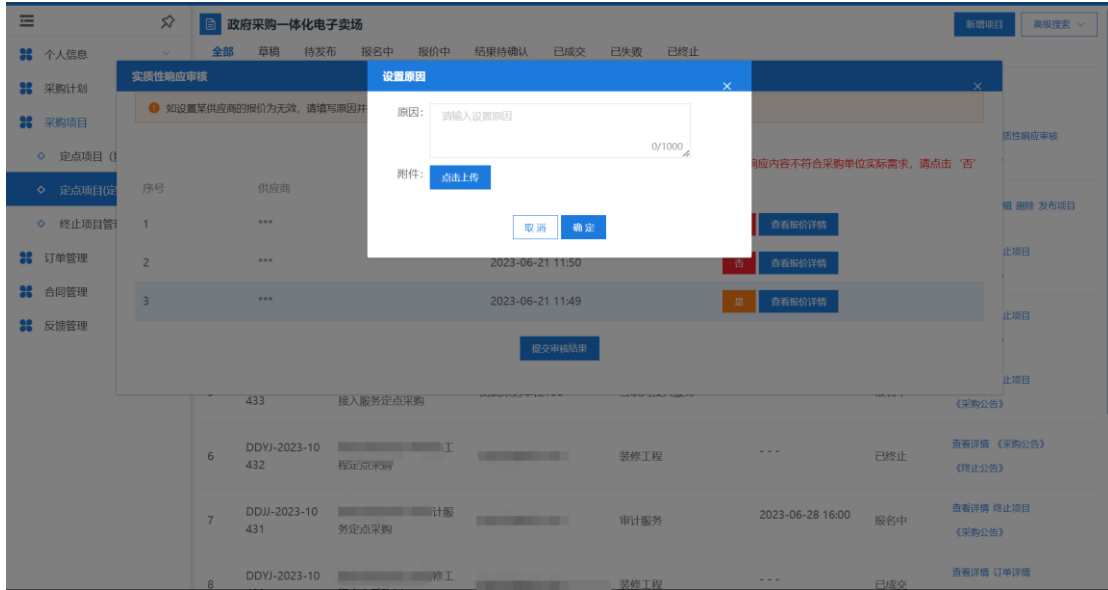 政府采购一体化电子卖场
新增项目
高级搜索
个人信息
采购计划
采购项目
定点项目
定点项目(定
终止项目管
订单管理
合同管理
反馈管理
全部 草稿 待发布 报名中 报价中 结果待确认 已成交 已失败 已终止
实质性响应审核
如设置某供应商的报价为无效，请填写原因并
设置原因
原因： 请输入设置原因
0/1000
附件： 点击上传
取消 确定
响应内容不符合采购单位实际需求，请点击‘否’
序号 供应商
1 *** 查看报价详情
2 *** 2023-06-21 11:50 否 查看报价详情
3 *** 2023-06-21 11:49 是 查看报价详情
提交审核结果
质性响应审核
辑 删除 发布项目
止项目
止项目
止项目
433 接入服务定点采购
《采购公告》
6 DDYJ-2023-10
432 工
程定点采购 装修工程 - - - 已终止 查看详情 《采购公告》
《终止公告》
7 DDJJ-2023-10
431 计服
务定点采购 审计服务 2023-06-28 16:00 报名中 查看详情 终止项目
《采购公告》
8 DDYJ-2023-10 修工
装修工程 - - - 已成交 查看详情 订单详情